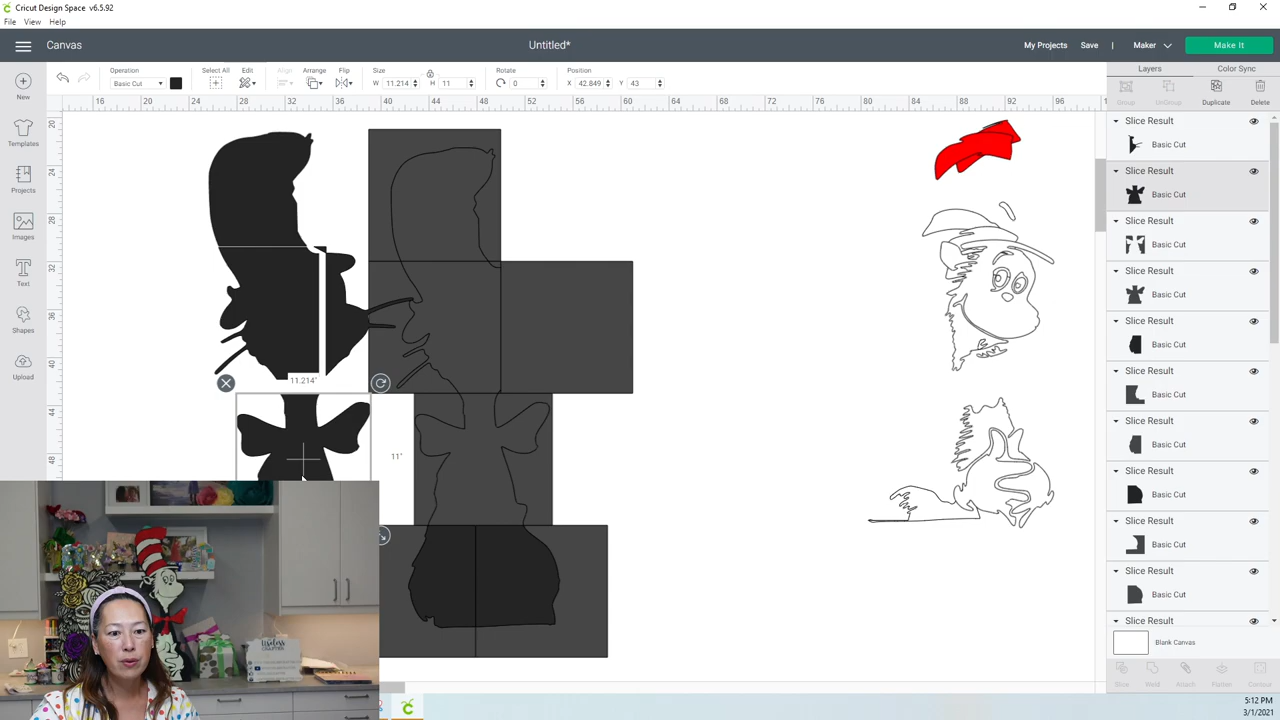 Cricut Design Space v6.5.92
File View Help
Canvas
Untitled*
My Projects | Save Maker Make It
Operation Select All Edit Align Arrange Flip Size Rotate Position
Basic Cut W 11.214 H 11 0 X 42.849 Y 43
Layers Color Sync
Group UnGroup Duplicate Delete
New
Templates
Projects
Images
Text
Shapes
Upload
16 20 24 28 32 36 40 44 48 52 56 60 64 68 72 76 80 84 88 92 96
20
24
28
32
36
40
44
48
11.214"
11"
Slice Result
Basic Cut
Slice Result
Basic Cut
Slice Result
Basic Cut
Slice Result
Basic Cut
Slice Result
Basic Cut
Slice Result
Basic Cut
Slice Result
Basic Cut
Slice Result
Basic Cut
Slice Result
Basic Cut
Slice Result
Basic Cut
Slice Result
Blank Canvas
Slice Weld Attach Flatten Contour
5:12 PM
3/1/2021